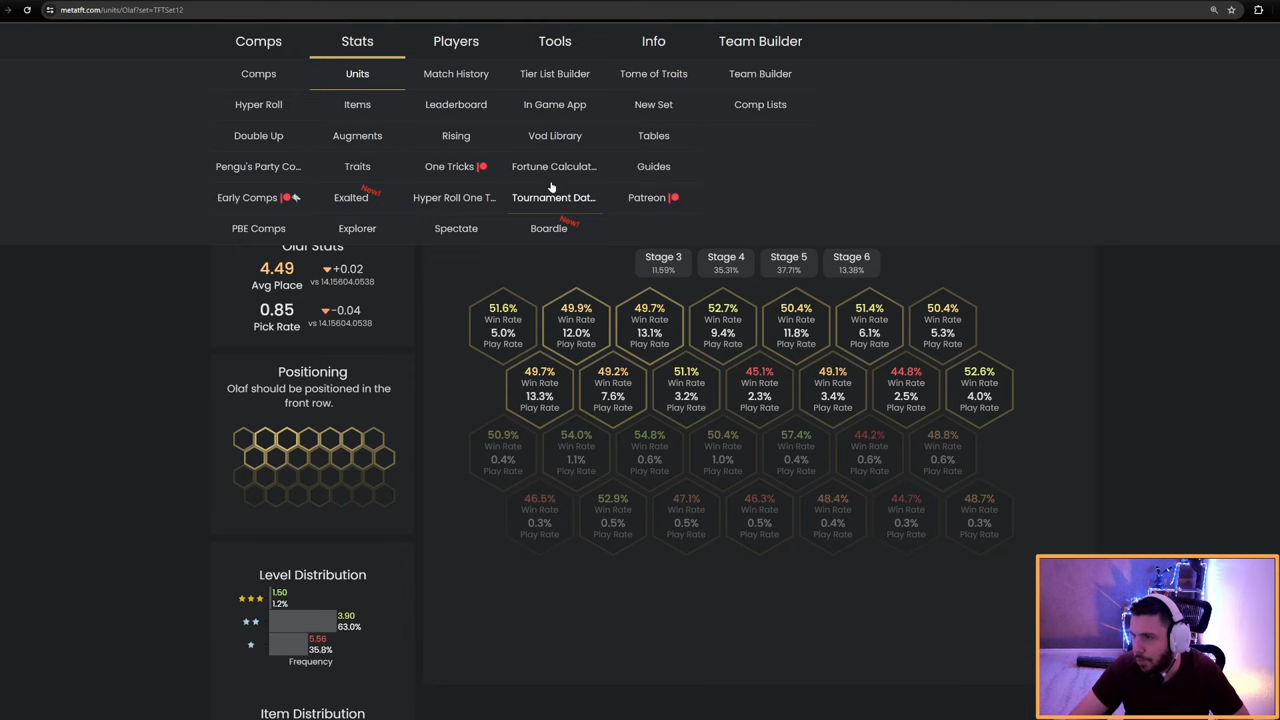 metatft.com/units/Olaf?set=TFTSet12
Comps
Stats
Players
Tools
Info
Team Builder
Comps
Units
Match History
Tier List Builder
Tome of Traits
Team Builder
Hyper Roll
Items
Leaderboard
In Game App
New Set
Comp Lists
Double Up
Augments
Rising
Vod Library
Tables
Pengu's Party Co...
Traits
One Tricks
Fortune Calculat...
Guides
Early Comps
Exalted
New!
Hyper Roll One T...
Tournament Dat...
Patreon
PBE Comps
Explorer
Spectate
Boardle
New!
Olaf Stats
4.49
Avg Place
+0.02
vs 14.15604.0538
0.85
Pick Rate
-0.04
vs 14.15604.0538
Positioning
Olaf should be positioned in the
front row.
Level Distribution
1.50
1.2%
3.90
63.0%
5.56
35.8%
Frequency
Item Distribution
Stage 3
11.59%
Stage 4
35.31%
Stage 5
37.71%
Stage 6
13.38%
51.6% 49.9% 49.7% 52.7% 50.4% 51.4% 50.4%
Win Rate Win Rate Win Rate Win Rate Win Rate Win Rate Win Rate
5.0% 12.0% 13.1% 9.4% 11.8% 6.1% 5.3%
Play Rate Play Rate Play Rate Play Rate Play Rate Play Rate Play Rate
49.7% 49.2% 51.1% 45.1% 49.1% 44.8% 52.6%
Win Rate Win Rate Win Rate Win Rate Win Rate Win Rate Win Rate
13.3% 7.6% 3.2% 2.3% 3.4% 2.5% 4.0%
Play Rate Play Rate Play Rate Play Rate Play Rate Play Rate Play Rate
50.9% 54.0% 54.8% 50.4% 57.4% 44.2% 48.8%
Win Rate Win Rate Win Rate Win Rate Win Rate Win Rate Win Rate
0.4% 1.1% 0.6% 1.0% 0.4% 0.6% 0.6%
Play Rate Play Rate Play Rate Play Rate Play Rate Play Rate Play Rate
46.5% 52.9% 47.1% 46.3% 48.4% 44.7% 48.7%
Win Rate Win Rate Win Rate Win Rate Win Rate Win Rate Win Rate
0.3% 0.5% 0.5% 0.5% 0.4% 0.3% 0.3%
Play Rate Play Rate Play Rate Play Rate Play Rate Play Rate Play Rate